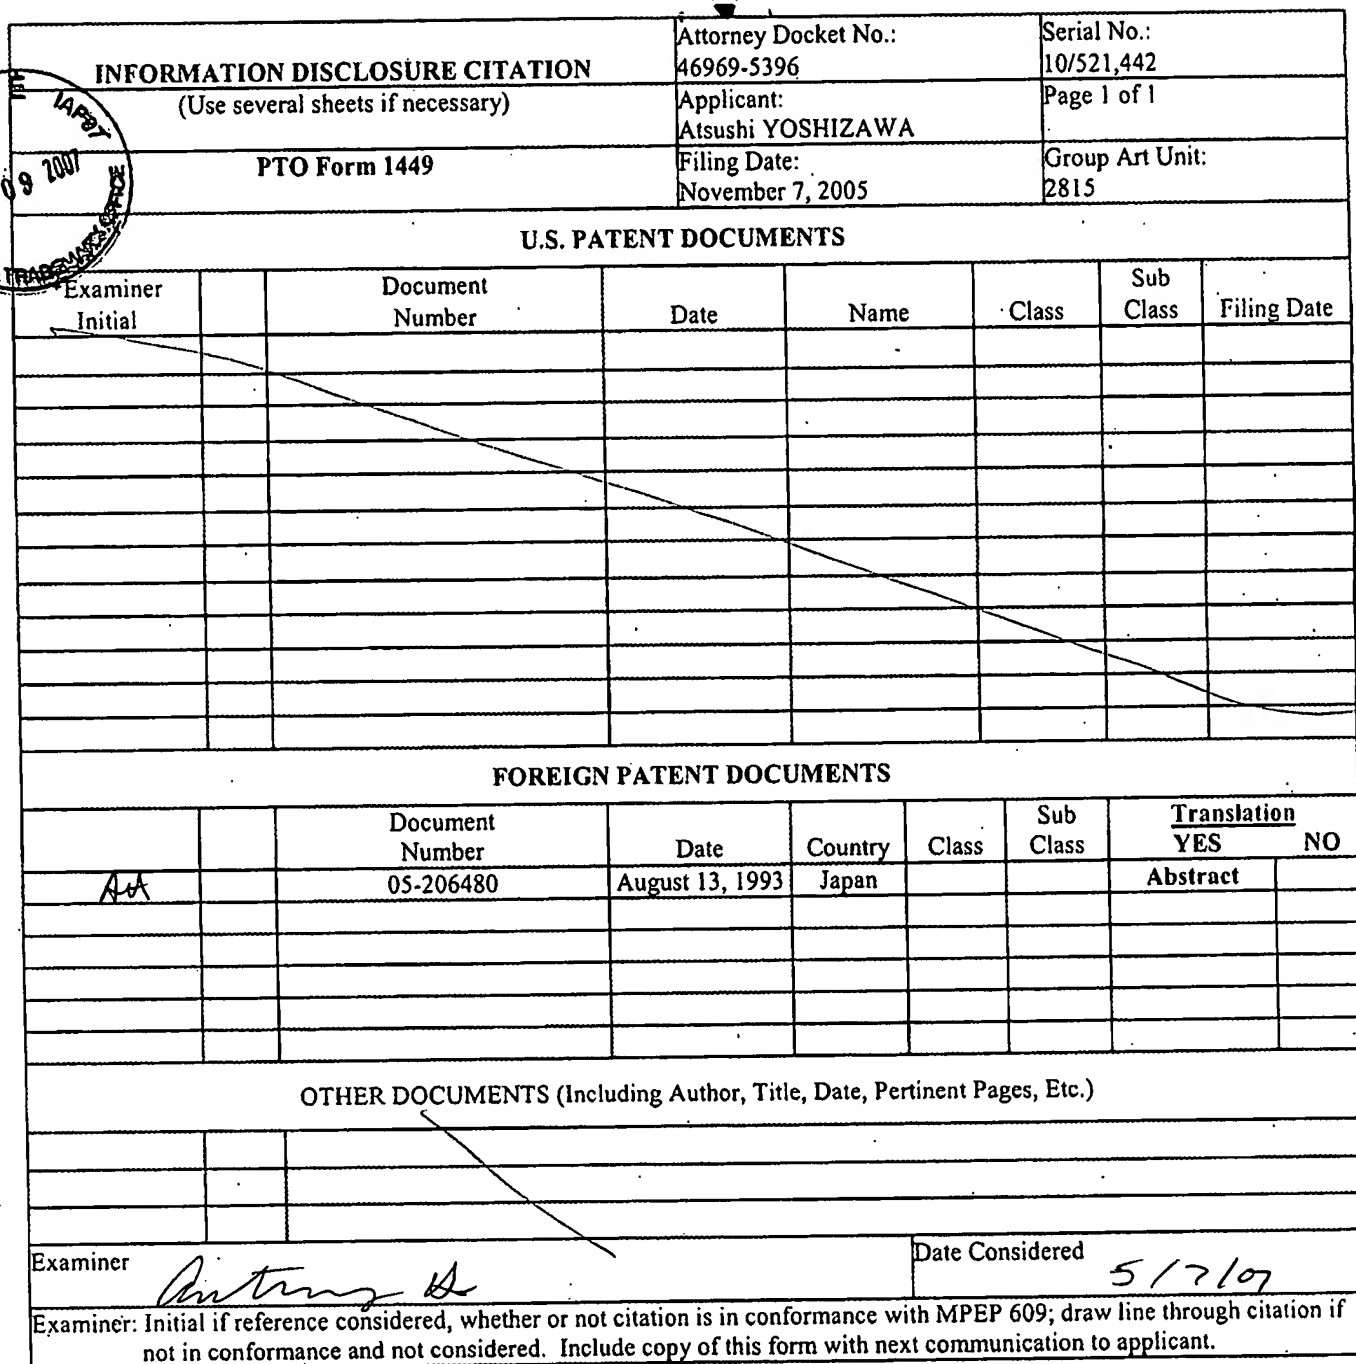 Attorney Docket No.:
46969-5396
Serial No.:
10/521,442
INFORMATION DISCLOSURE CITATION
(Use several sheets if necessary)
Applicant:
Atsushi YOSHIZAWA
Page 1 of 1
PTO Form 1449
Filing Date:
November 7, 2005
Group Art Unit:
2815
IAP97
09 2007
U.S. PATENT DOCUMENTS
Examiner
Initial
Document
Number
Date
Name
Class
Sub
Class
Filing Date
FOREIGN PATENT DOCUMENTS
Document
Number
Date
Country
Class
Sub
Class
Translation
YES NO
05-206480
August 13, 1993
Japan
Abstract
OTHER DOCUMENTS (Including Author, Title, Date, Pertinent Pages, Etc.)
Examiner
Date Considered
5/7/07
Examiner: Initial if reference considered, whether or not citation is in conformance with MPEP 609; draw line through citation if
not in conformance and not considered. Include copy of this form with next communication to applicant.